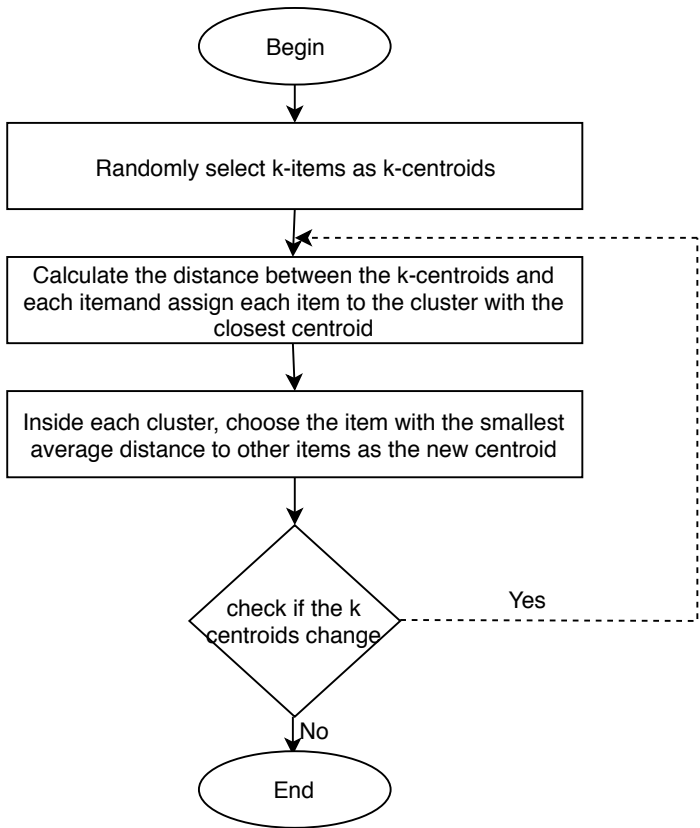 Begin
Randomly select k-items as k-centroids
Calculate the distance between the k-centroids and
each itemand assign each item to the cluster with the
closest centroid
Inside each cluster, choose the item with the smallest
average distance to other items as the new centroid
check if the k
centroids change
Yes
No
End